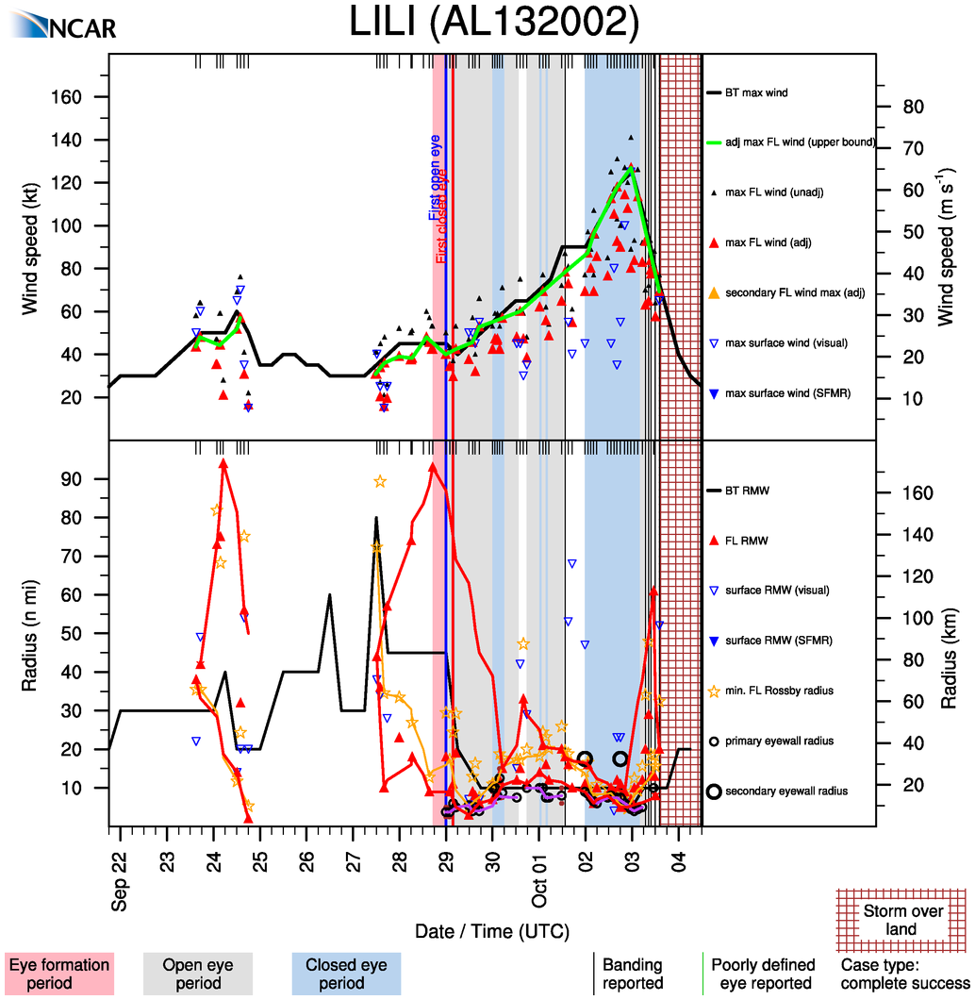 NCAR
LILI (AL132002)
160
140
120
100
80
60
40
20
Wind speed (kt)
First open eye
First closed eye
80
70
60
50
40
30
20
10
Wind speed (m s-1)
BT max wind
adj max FL wind (upper bound)
max FL wind (unadj)
max FL wind (adj)
secondary FL wind max (adj)
max surface wind (visual)
max surface wind (SFMR)
90
80
70
60
50
40
30
20
10
Radius (n mi)
160
140
120
100
80
60
40
20
Radius (km)
BT RMW
FL RMW
surface RMW (visual)
surface RMW (SFMR)
min. FL Rossby radius
primary eyewall radius
secondary eyewall radius
Sep 22
23
24
25
26
27
28
29
30
Oct 01
02
03
04
Date / Time (UTC)
Storm over
land
Eye formation
period
Open eye
period
Closed eye
period
Banding
reported
Poorly defined
eye reported
Case type:
complete success